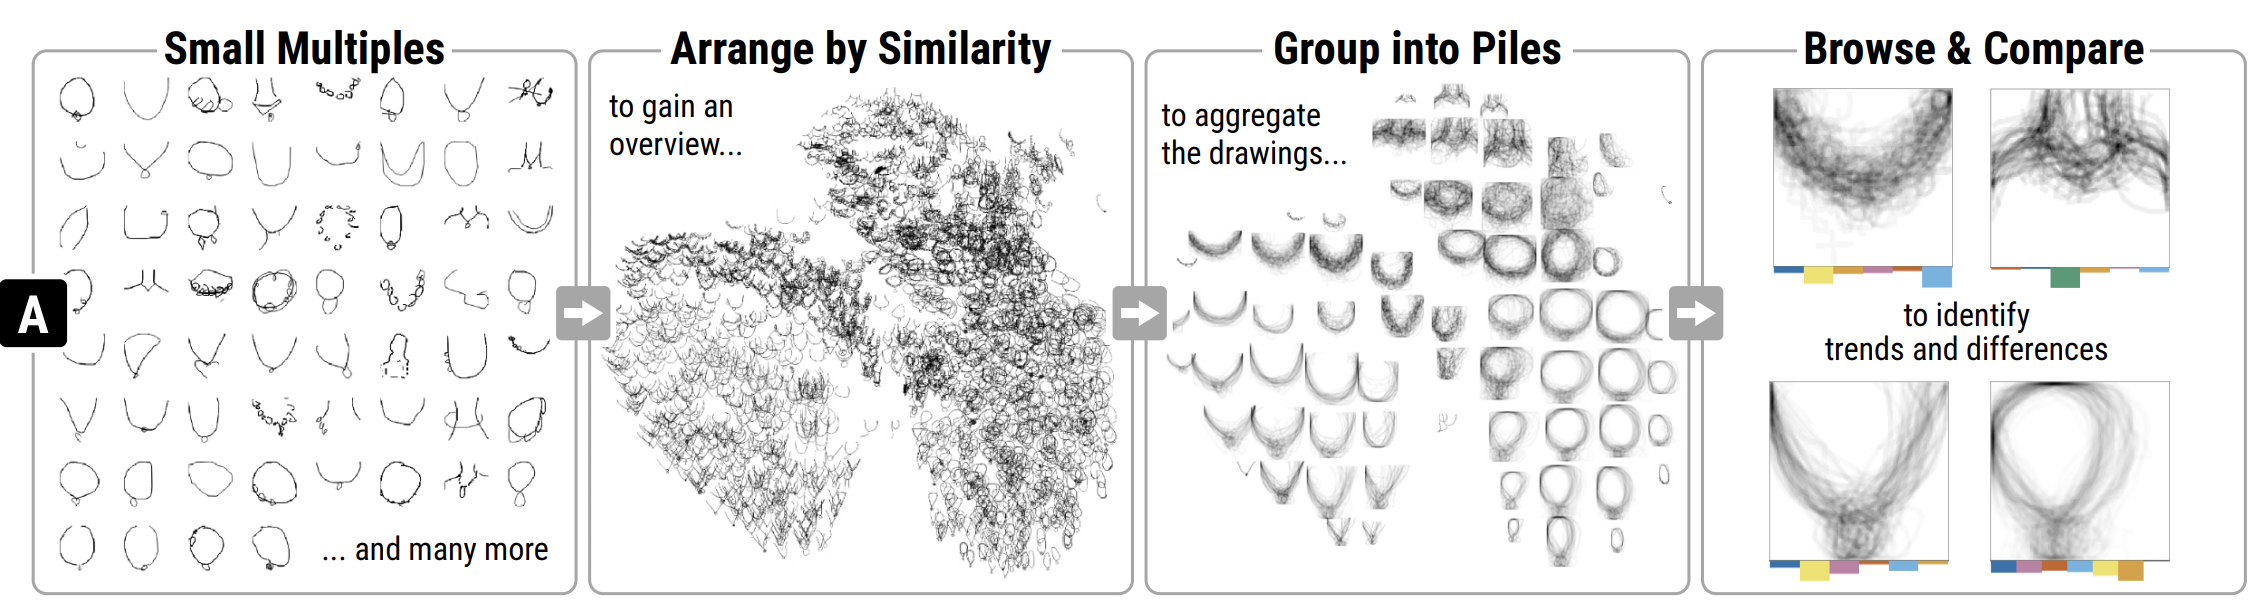 Small Multiples
Arrange by Similarity
Group into Piles
Browse & Compare
A
... and many more
to gain an
overview...
to aggregate
the drawings...
to identify
trends and differences